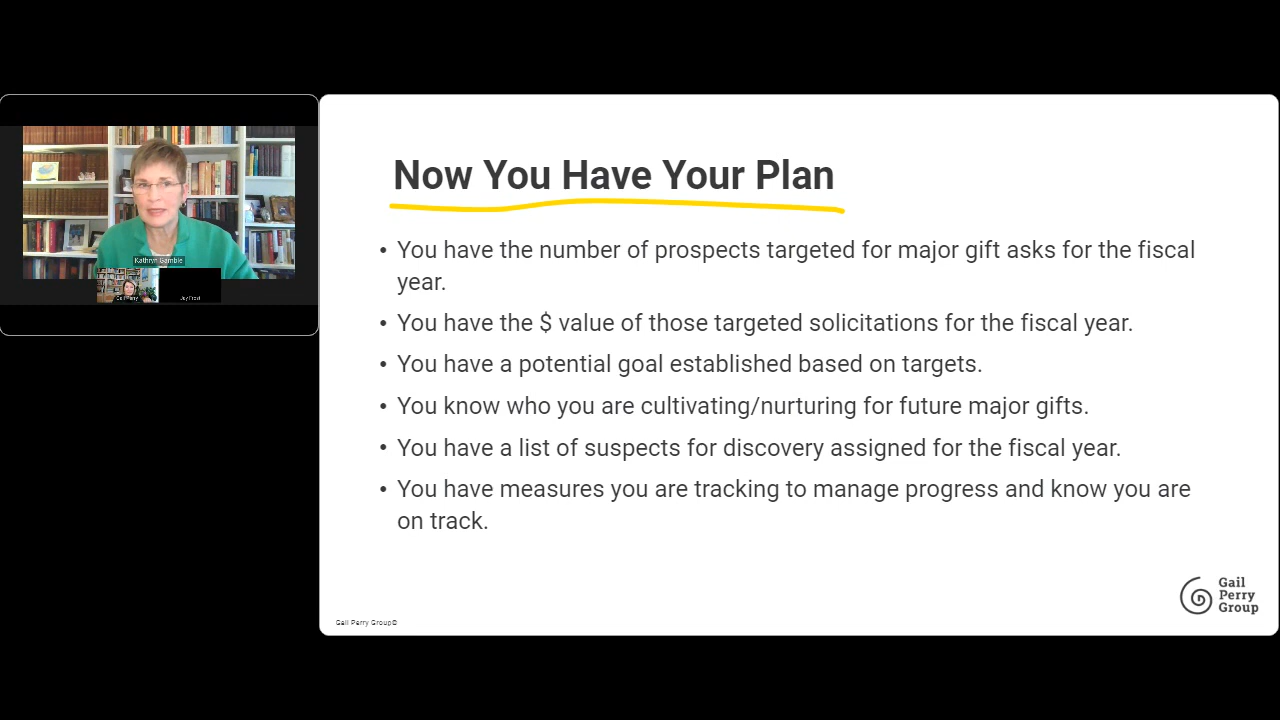 Kathryn Gamble
Gail Perry
Jay Frost
Now You Have Your Plan
• You have the number of prospects targeted for major gift asks for the fiscal
year.
• You have the $ value of those targeted solicitations for the fiscal year.
• You have a potential goal established based on targets.
• You know who you are cultivating/nurturing for future major gifts.
• You have a list of suspects for discovery assigned for the fiscal year.
• You have measures you are tracking to manage progress and know you are
on track.
Gail
Perry
Group
Gail Perry Group©